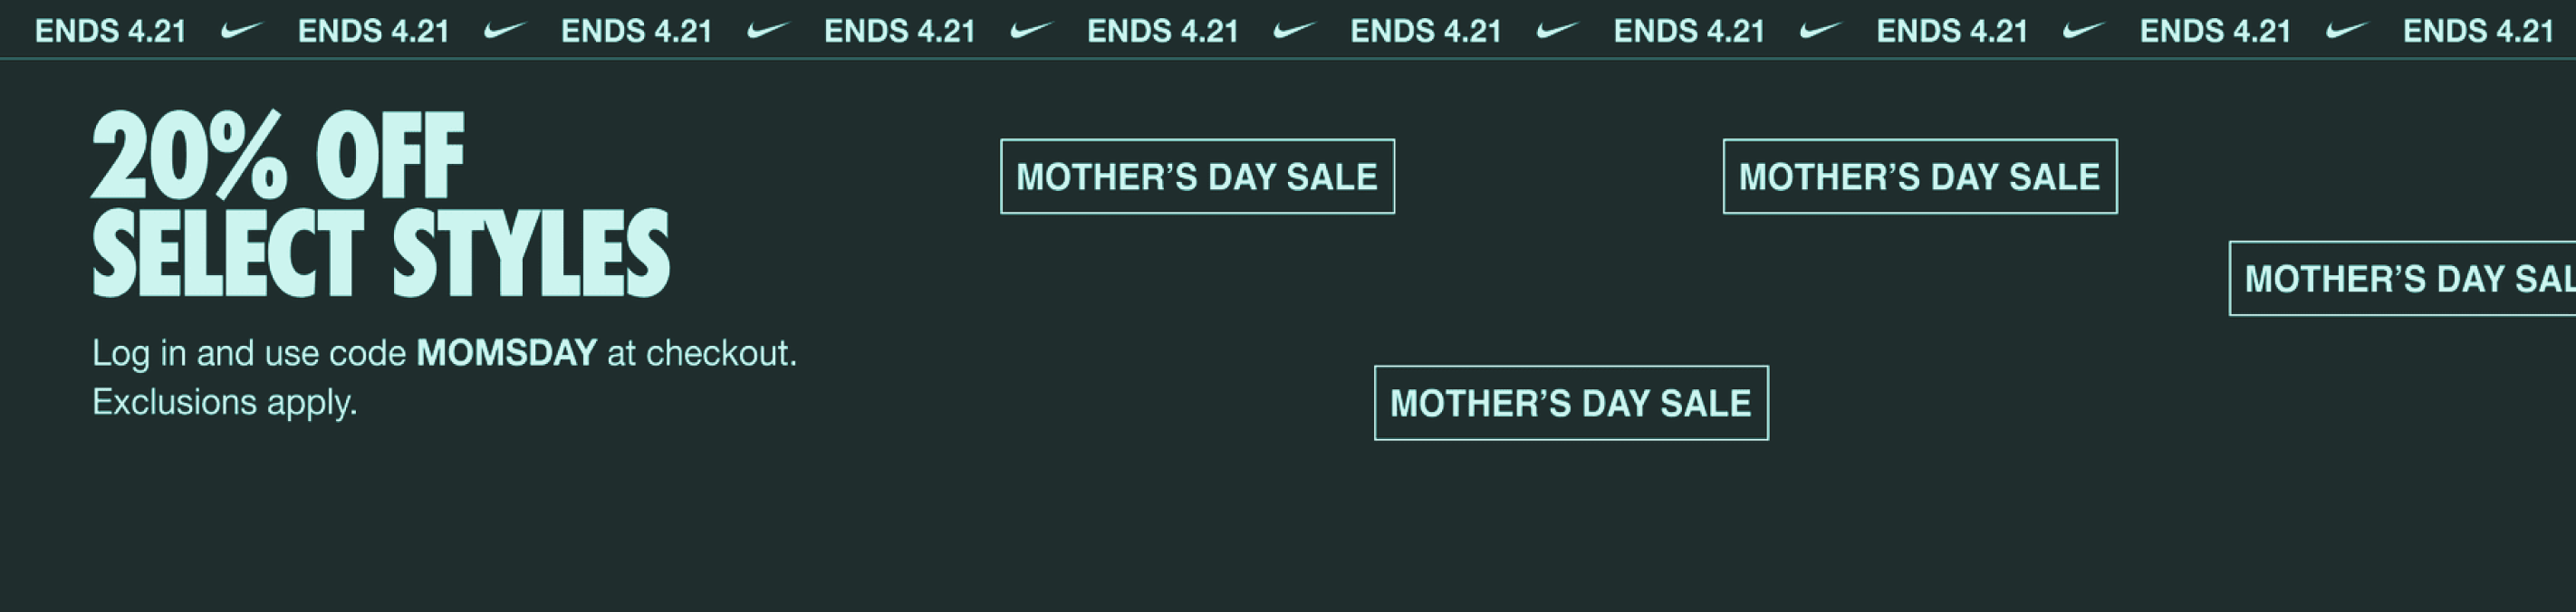 ENDS 4.21 ENDS 4.21 ENDS 4.21 ENDS 4.21 ENDS 4.21 ENDS 4.21 ENDS 4.21 ENDS 4.21 ENDS 4.21 ENDS 4.21
20% OFF
SELECT STYLES
Log in and use code MOMSDAY at checkout.
Exclusions apply.
MOTHER’S DAY SALE
MOTHER’S DAY SALE
MOTHER’S DAY SAL
MOTHER’S DAY SALE